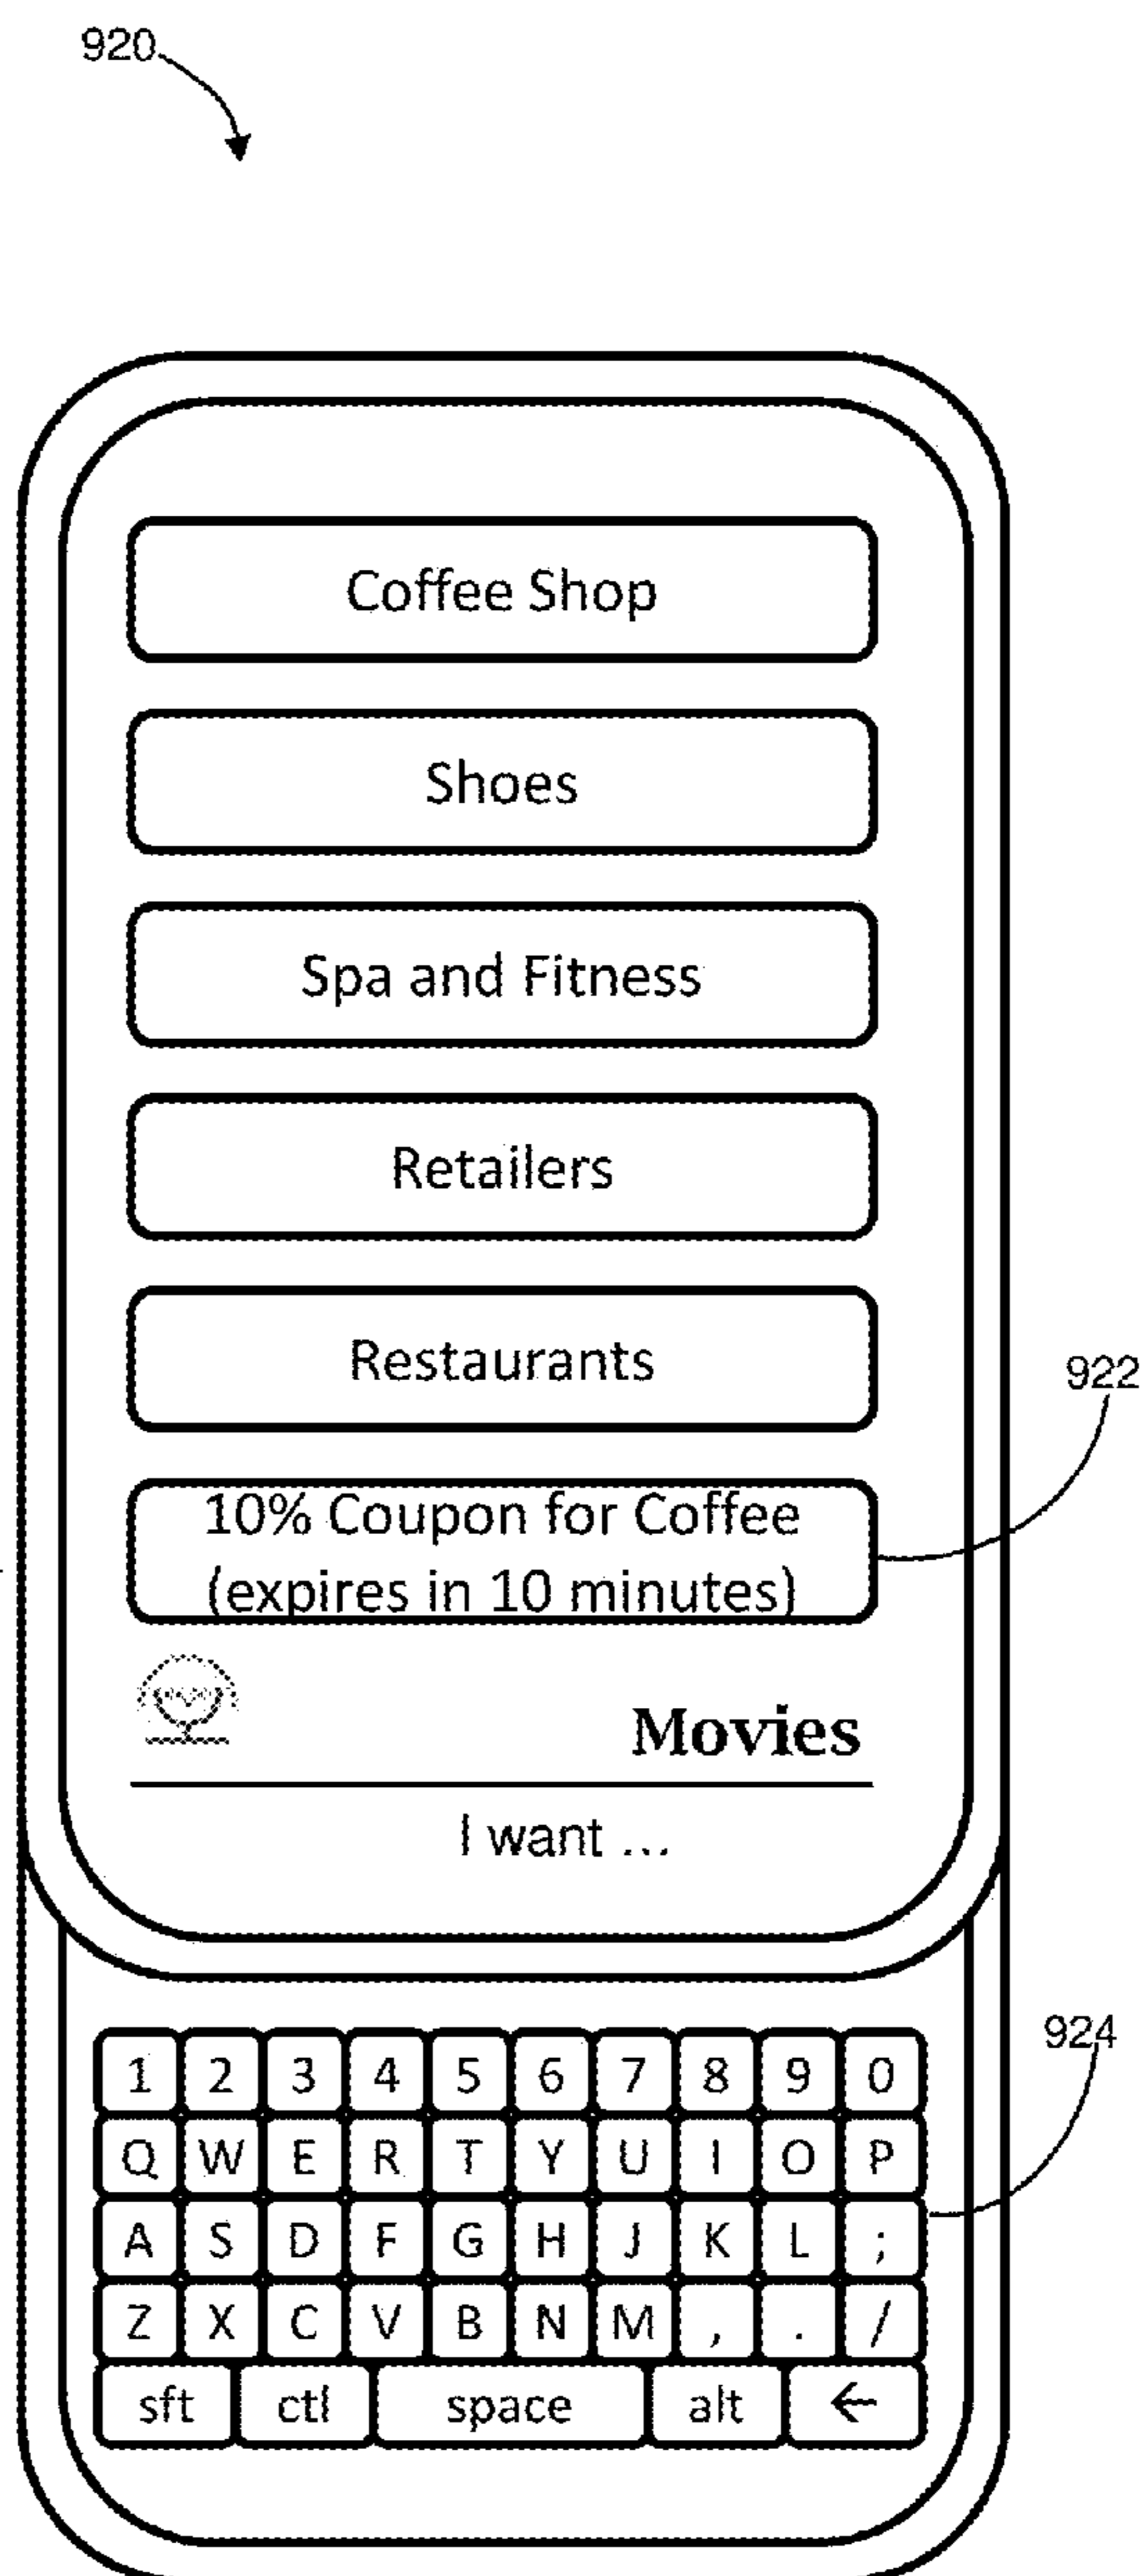 920
Coffee Shop
Shoes
Spa and Fitness
Retailers
Restaurants
922
10% Coupon for Coffee
(expires in 10 minutes)
Movies
I want ...
924
1 2 3 4 5 6 7 8 9 0
Q W E R T Y U I O P
A S D F G H J K L ;
Z X C V B N M , . /
sft ctl space alt ←